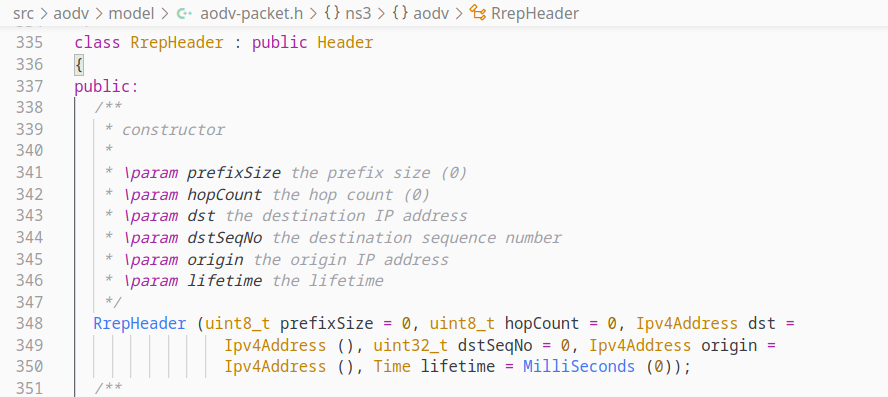 src > aodv > model > aodv-packet.h > {} ns3 > {} aodv > RrepHeader
335 class RrepHeader : public Header
336 {
337 public:
338 /**
339 * constructor
340 *
341 * \param prefixSize the prefix size (0)
342 * \param hopCount the hop count (0)
343 * \param dst the destination IP address
344 * \param dstSeqNo the destination sequence number
345 * \param origin the origin IP address
346 * \param lifetime the lifetime
347 */
348 RrepHeader (uint8_t prefixSize = 0, uint8_t hopCount = 0, Ipv4Address dst =
349 Ipv4Address (), uint32_t dstSeqNo = 0, Ipv4Address origin =
350 Ipv4Address (), Time lifetime = MilliSeconds (0));
351 /**